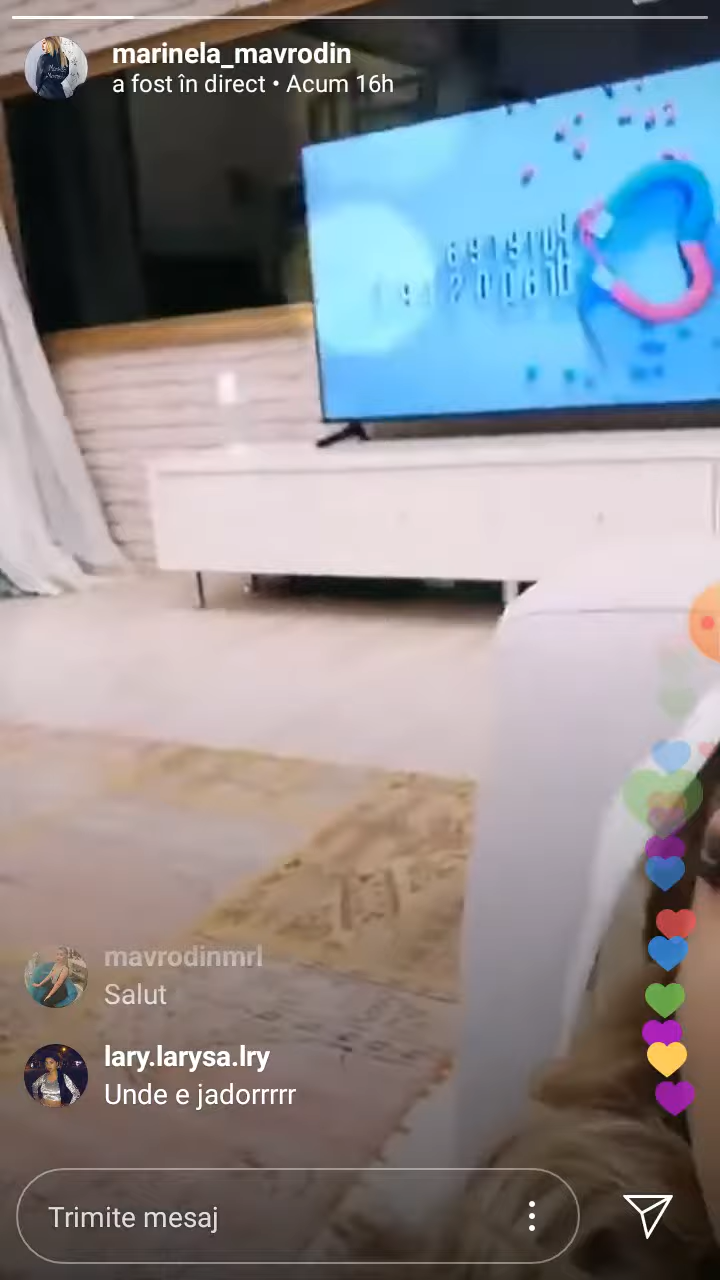 marinela_mavrodin
a fost în direct • Acum 16h
mavrodinmrl
Salut
lary.larysa.lry
Unde e jadorrrrr
Trimite mesaj